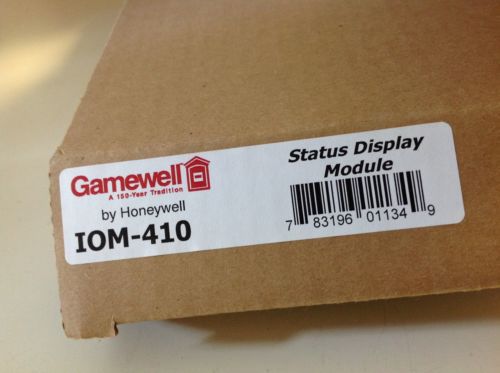 Gamewell
A 150-Year Tradition
by Honeywell
IOM-410
Status Display
Module
7 83196 01134 9